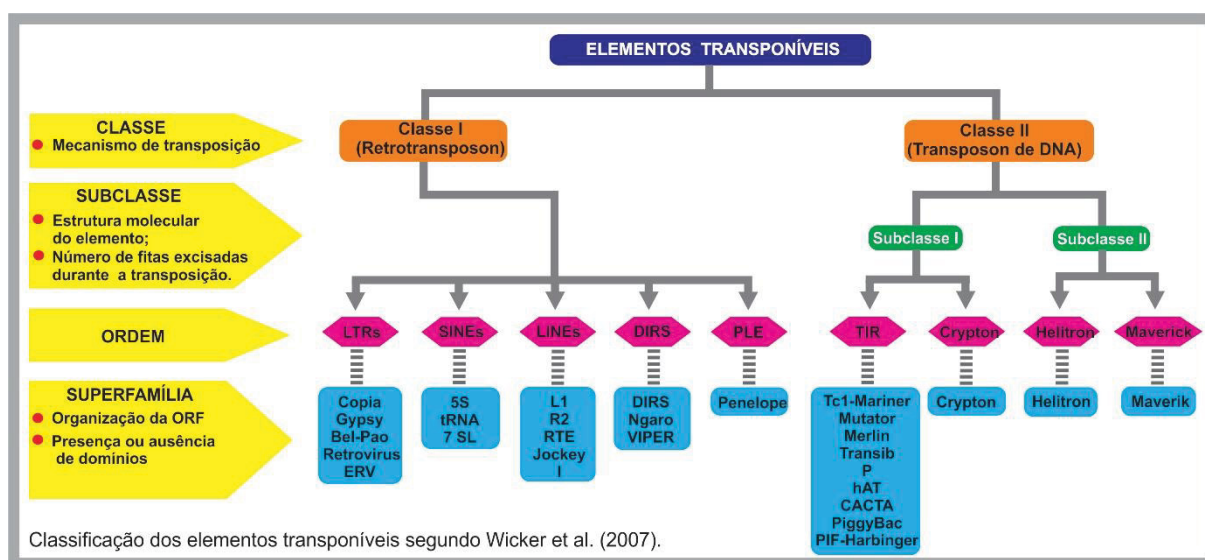 ELEMENTOS TRANSPONÍVEIS
CLASSE
Mecanismo de transposição
Classe I
(Retrotransposon)
Classe II
(Transposon de DNA)
SUBCLASSE
Estrutura molecular
do elemento;
Número de fitas excisadas
durante a transposição.
Subclasse I
Subclasse II
ORDEM
LTRs
SINEs
LINEs
DIRS
PLE
TIR
Crypton
Helitron
Maverick
SUPERFAMÍLIA
Organização da ORF
Presença ou ausência
de domínios
Copia
Gypsy
Bel-Pao
Retrovirus
ERV
5S
tRNA
7 SL
L1
R2
RTE
Jockey
I
DIRS
Ngaro
VIPER
Penelope
Tc1-Mariner
Mutator
Merlin
Transib
P
hAT
CACTA
PiggyBac
PIF-Harbinger
Crypton
Helitron
Maverik
Classificação dos elementos transponíveis segundo Wicker et al. (2007).